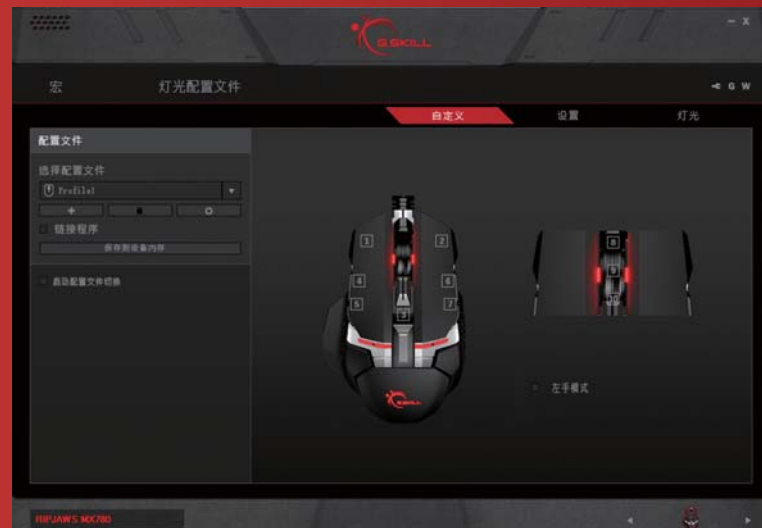 G.SKILL
- X
宏 灯光配置文件
G W
自定义 设置 灯光
配置文件
选择配置文件
Profile1
链接程序
保存到设备内存
启动配置文件切换
1 2
4 6
5 7
3
8
9
10
G.SKILL
左手模式
RIPJAWS MX780